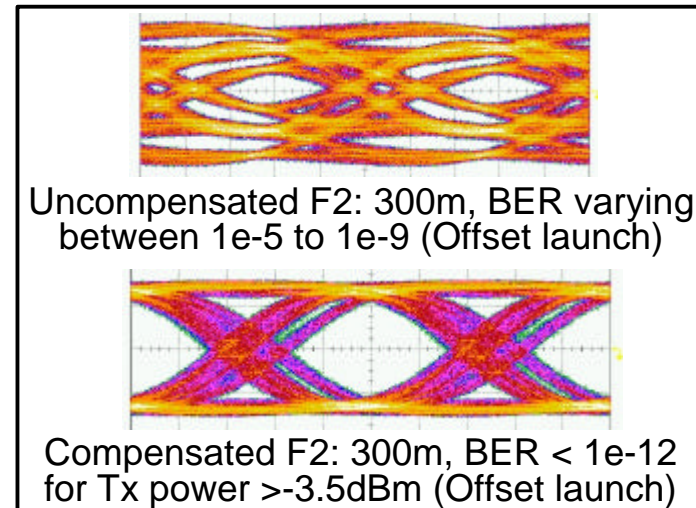 Uncompensated F2: 300m, BER varying
between 1e-5 to 1e-9 (Offset launch)
Compensated F2: 300m, BER < 1e-12
for Tx power >-3.5dBm (Offset launch)